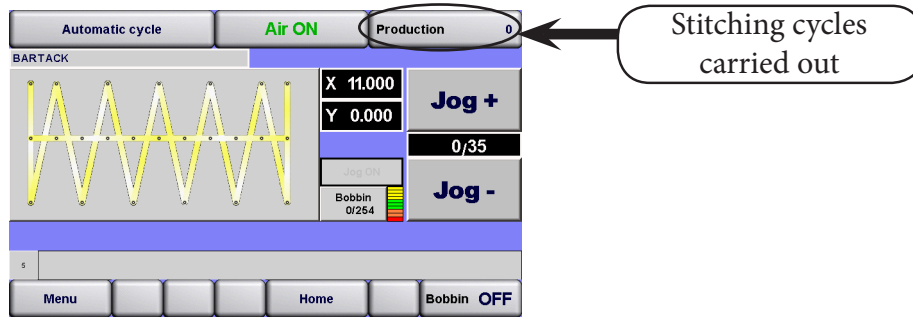 Automatic cycle Air ON Production 0
Stitching cycles
carried out
BARTACK
X 11.000
Y 0.000
Jog +
0/35
Jog ON
Jog -
Bobbin
0/254
s
Menu Home Bobbin OFF